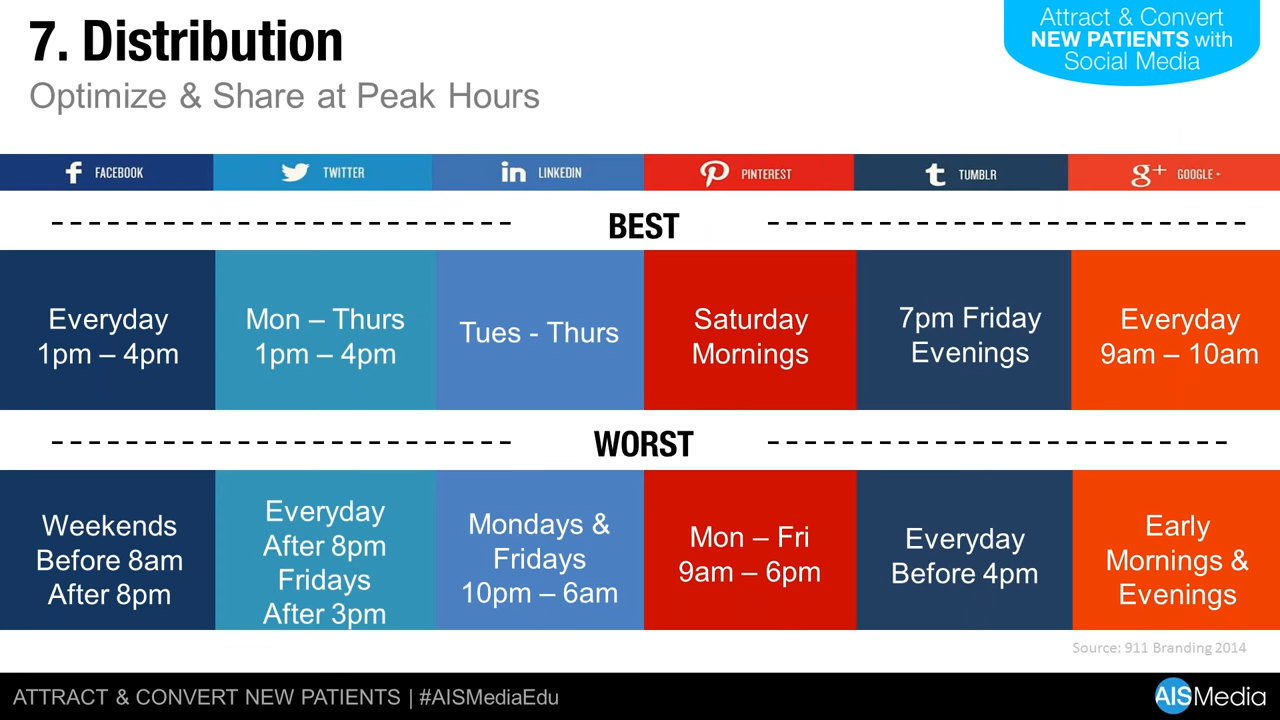 7. Distribution
Optimize & Share at Peak Hours
Attract & Convert
NEW PATIENTS with
Social Media
f FACEBOOK
TWITTER
in LINKEDIN
PINTEREST
t TUMBLR
g+ GOOGLE+
BEST
Everyday
1pm – 4pm
Mon – Thurs
1pm – 4pm
Tues - Thurs
Saturday
Mornings
7pm Friday
Evenings
Everyday
9am – 10am
WORST
Weekends
Before 8am
After 8pm
Everyday
After 8pm
Fridays
After 3pm
Mondays &
Fridays
10pm – 6am
Mon – Fri
9am – 6pm
Everyday
Before 4pm
Early
Mornings &
Evenings
Source: 911 Branding 2014
ATTRACT & CONVERT NEW PATIENTS | #AISMediaEdu
AISMedia